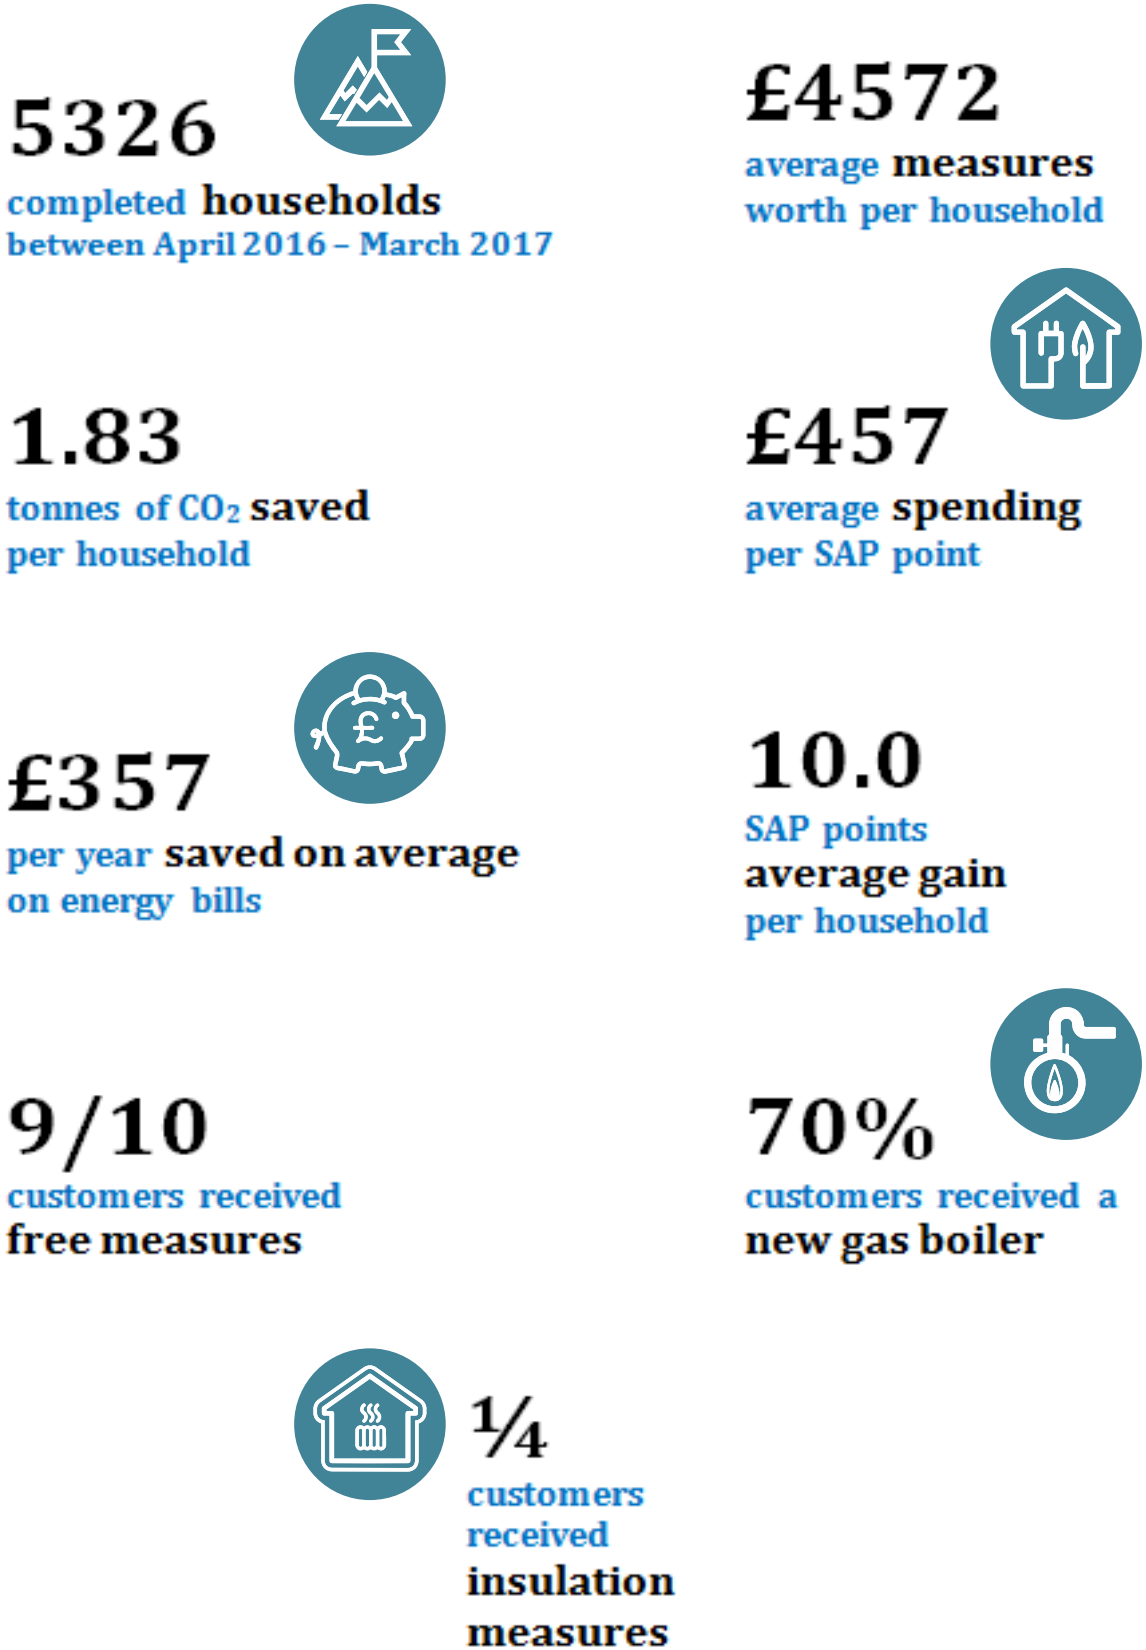 5326
completed households
between April 2016 – March 2017
£4572
average measures
worth per household
1.83
tonnes of CO₂ saved
per household
£457
average spending
per SAP point
£
£357
per year saved on average
on energy bills
10.0
SAP points
average gain
per household
9/10
customers received
free measures
70%
customers received a
new gas boiler
¼
customers
received
insulation
measures